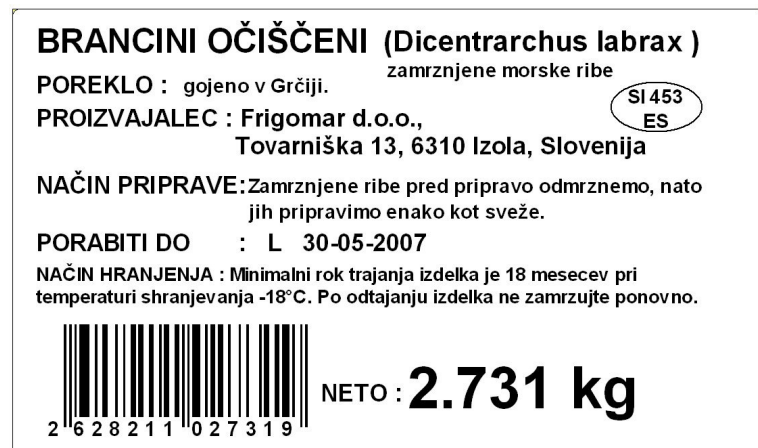 BRANCINI OČIŠČENI (Dicentrarchus labrax )
zamrznjene morske ribe
POREKLO : gojeno v Grčiji.
SI 453
ES
PROIZVAJALEC : Frigomar d.o.o.,
Tovarniška 13, 6310 Izola, Slovenija
NAČIN PRIPRAVE:Zamrznjene ribe pred pripravo odmrznemo, nato
jih pripravimo enako kot sveže.
PORABITI DO : L 30-05-2007
NAČIN HRANJENJA : Minimalni rok trajanja izdelka je 18 mesecev pri
temperaturi shranjevanja -18°C. Po odtajanju izdelka ne zamrzujte ponovno.
NETO : 2.731 kg
2 628211 027319